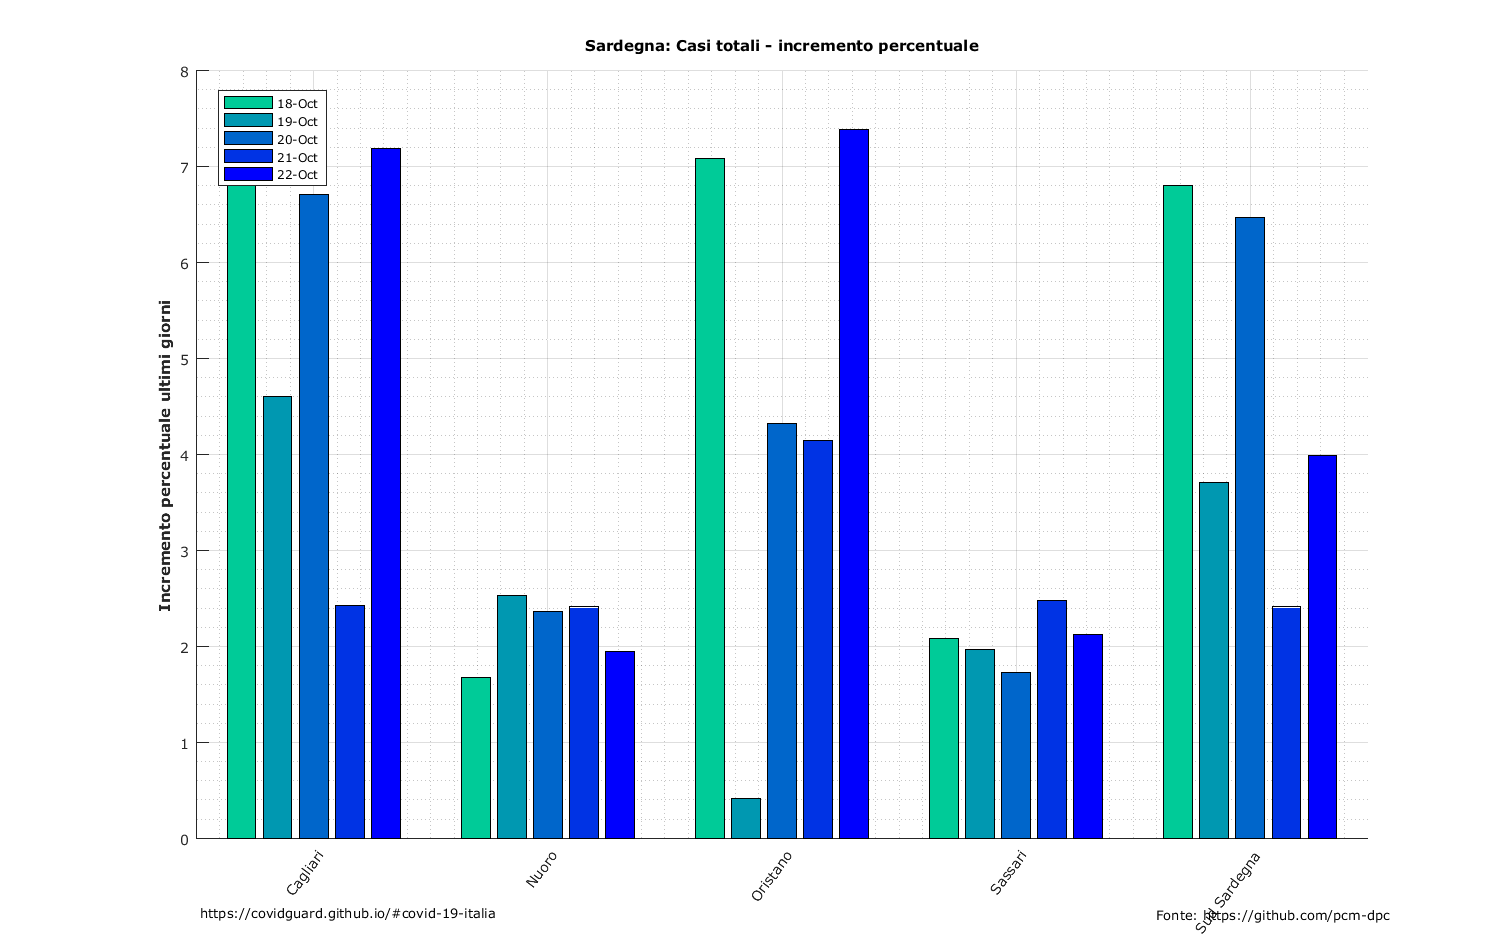 Sardegna: Casi totali - incremento percentuale
8
7
6
5
4
3
2
1
0
Incremento percentuale ultimi giorni
18-Oct
19-Oct
20-Oct
21-Oct
22-Oct
Cagliari
Nuoro
Oristano
Sassari
Sud Sardegna
https://covidguard.github.io/#covid-19-italia
Fonte: https://github.com/pcm-dpc